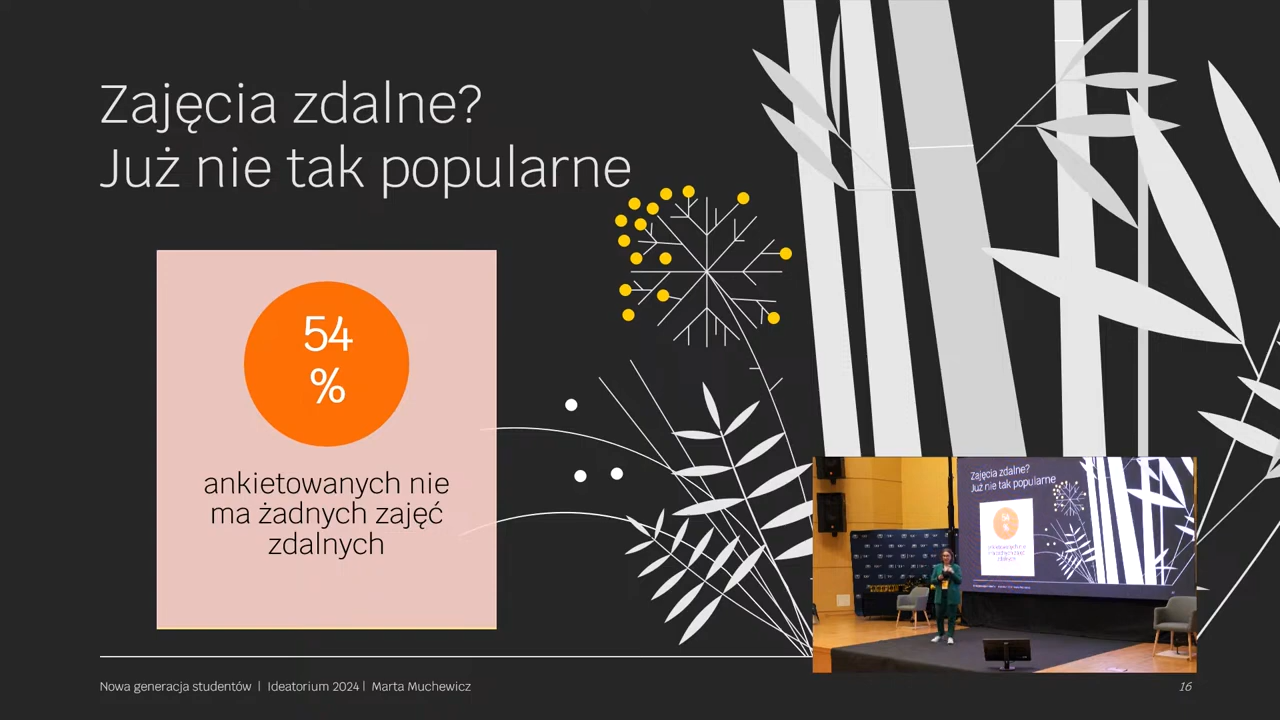 Zajęcia zdalne?
Już nie tak popularne
54
%
ankietowanych nie
ma żadnych zajęć
zdalnych
Zajęcia zdalne?
Już nie tak popularne
54
%
Nowa generacja studentów | Ideatorium 2024 | Marta Muchewicz
16